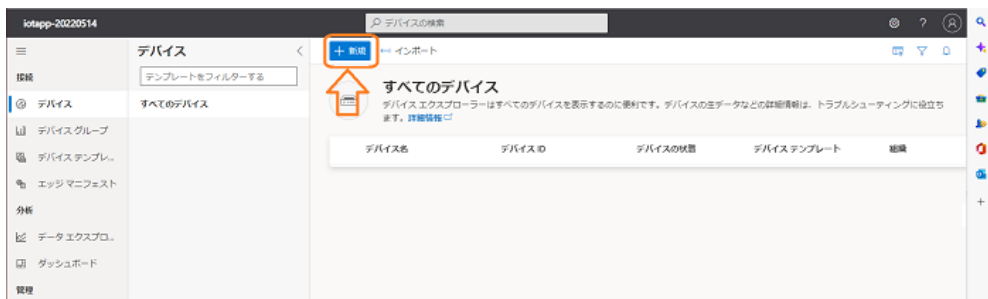 iotapp-20220514
デバイスの検索
?
接続
デバイス
デバイス グループ
デバイス テンプレ...
エッジ マニフェスト
分析
データ エクスプロ...
ダッシュボード
管理
デバイス
テンプレートをフィルターする
すべてのデバイス
+ 新規
インポート
すべてのデバイス
デバイス エクスプローラーはすべてのデバイスを表示するのに便利です。デバイスの生データなどの詳細情報は、トラブルシューティングに役立ち
ます。詳細情報
デバイス名 デバイス ID デバイスの状態 デバイス テンプレート 組織